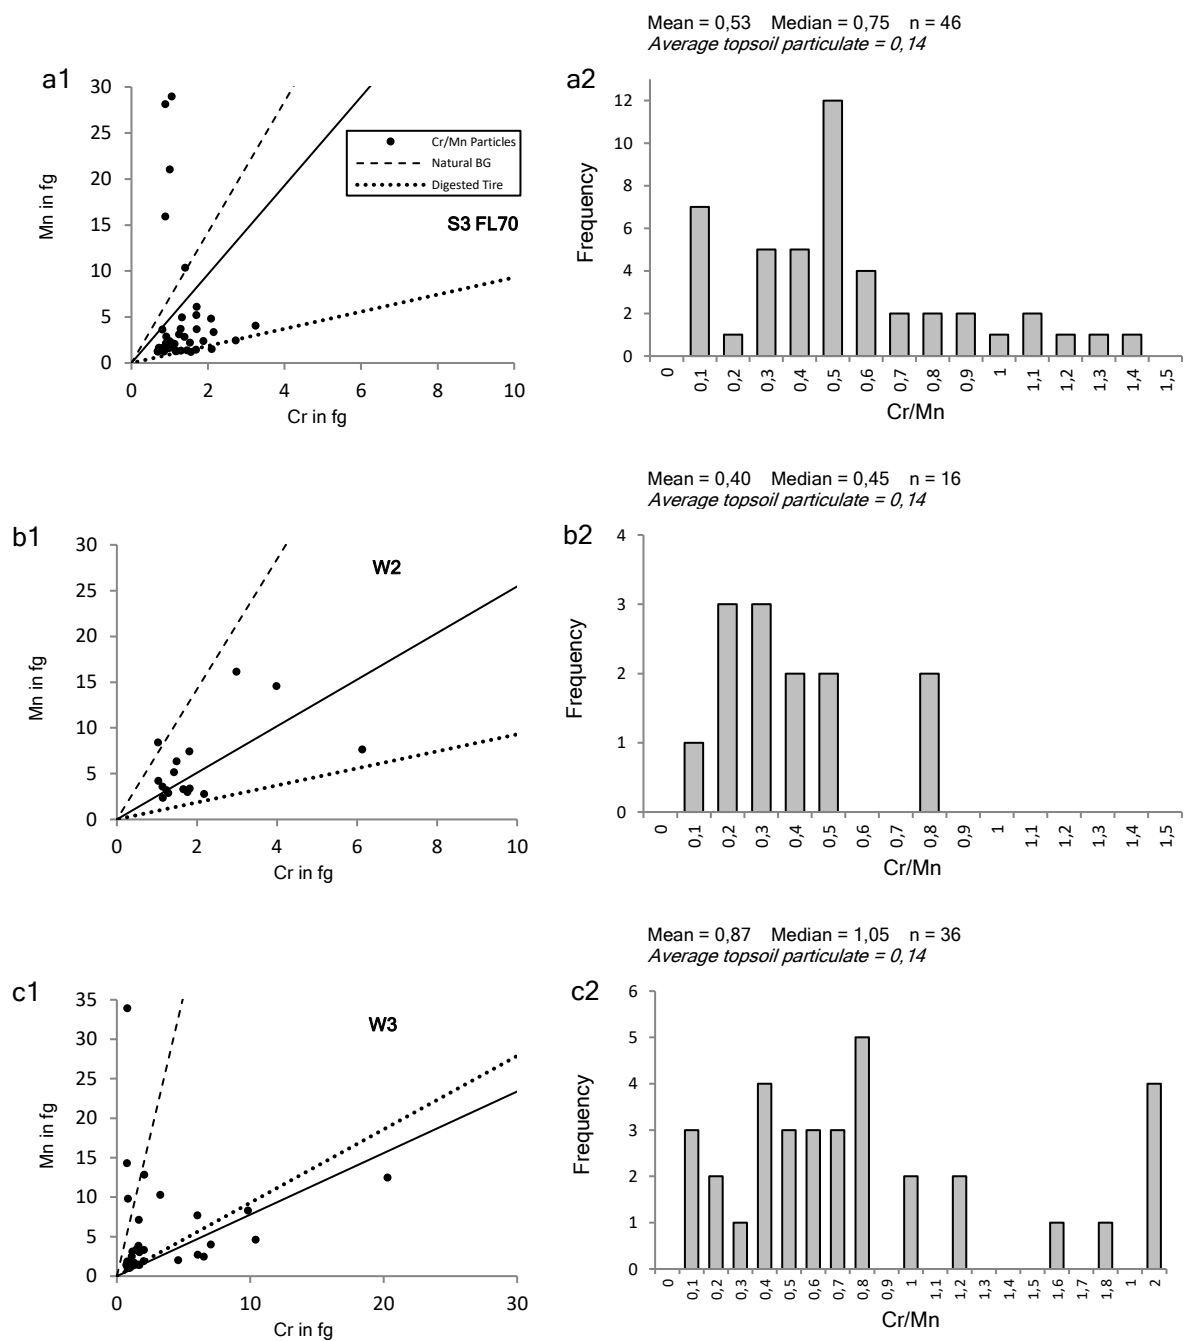 Mean = 0,53 Median = 0,75 n = 46
Average topsoil particulate = 0,14
a1
30
25
20
15
10
5
0
Mn in fg
0 2 4 6 8 10
Cr in fg
Cr/Mn Particles
Natural BG
Digested Tire
S3 FL70
a2
12
10
8
6
4
2
0
Frequency
0 0,1 0,2 0,3 0,4 0,5 0,6 0,7 0,8 0,9 1 1,1 1,2 1,3 1,4 1,5
Cr/Mn
Mean = 0,40 Median = 0,45 n = 16
Average topsoil particulate = 0,14
b1
30
25
20
15
10
5
0
Mn in fg
W2
0 2 4 6 8 10
Cr in fg
b2
4
3
2
1
0
Frequency
0 0,1 0,2 0,3 0,4 0,5 0,6 0,7 0,8 0,9 1 1,1 1,2 1,3 1,4 1,5
Cr/Mn
Mean = 0,87 Median = 1,05 n = 36
Average topsoil particulate = 0,14
c1
35
30
25
20
15
10
5
0
Mn in fg
W3
0 10 20 30
Cr in fg
c2
6
5
4
3
2
1
0
Frequency
0 0,1 0,2 0,3 0,4 0,5 0,6 0,7 0,8 0,9 1 1,1 1,2 1,3 1,4 1,5 1,6 1,7 1,8 1 2
Cr/Mn